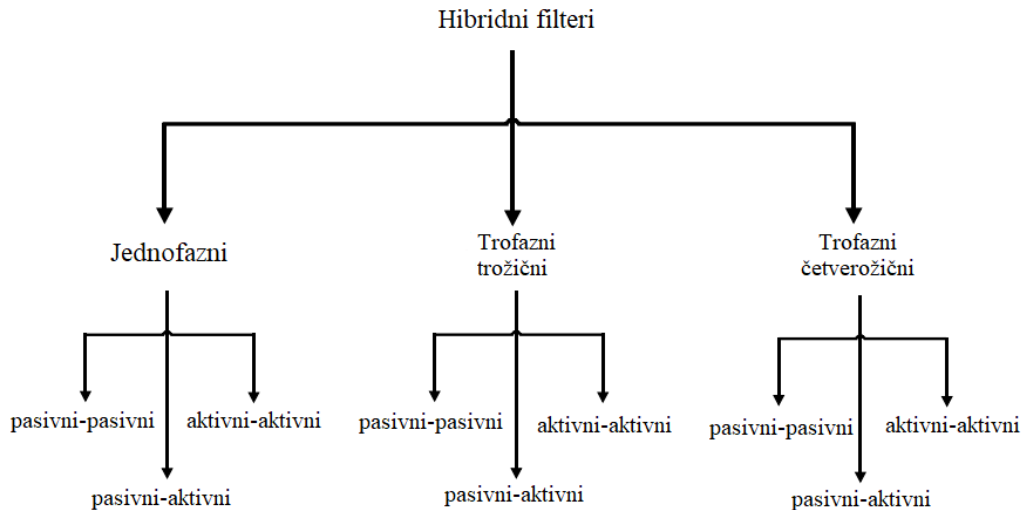 Hibridni filteri
Jednofazni
Trofazni
trožični
Trofazni
četverožični
pasivni-pasivni
aktivni-aktivni
pasivni-aktivni
pasivni-pasivni
aktivni-aktivni
pasivni-aktivni
pasivni-pasivni
aktivni-aktivni
pasivni-aktivni